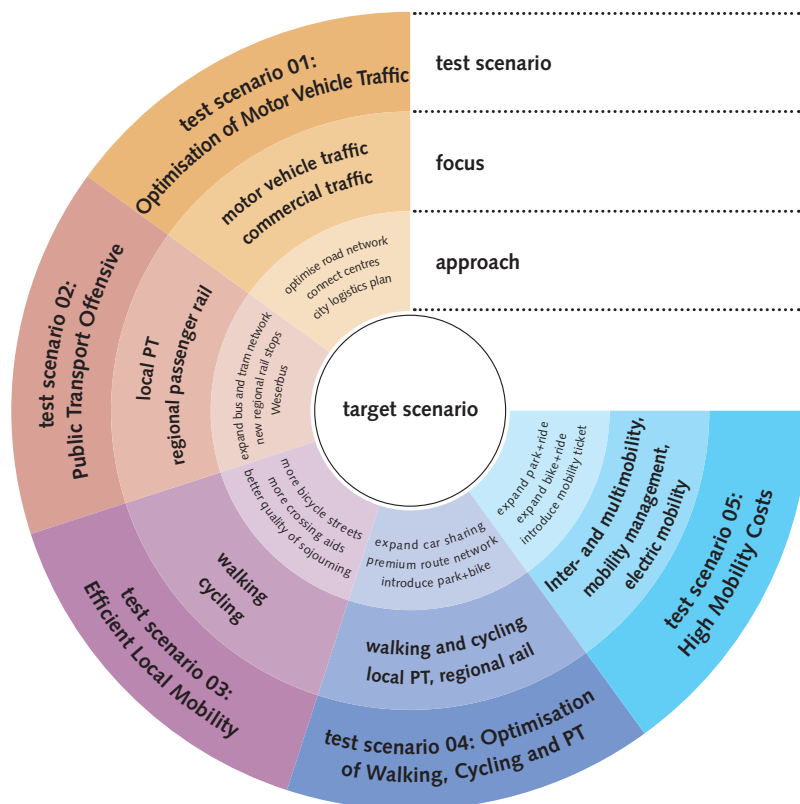 test scenario
focus
approach
target scenario
test scenario 01:
Optimisation of Motor Vehicle Traffic
motor vehicle traffic
commercial traffic
optimise road network
connect centres
city logistics plan
test scenario 02:
Public Transport Offensive
local PT
regional passenger rail
expand bus and tram network
new regional rail stops
Weserbus
test scenario 03:
Efficient Local Mobility
walking
cycling
more bicycle streets
more crossing aids
better quality of sojourning
test scenario 04: Optimisation
of Walking, Cycling and PT
walking and cycling
local PT, regional rail
expand car sharing
premium route network
introduce park+bike
test scenario 05:
High Mobility Costs
Inter- and multimobility,
mobility management,
electric mobility
expand park+ride
expand bike+ride
introduce mobility ticket